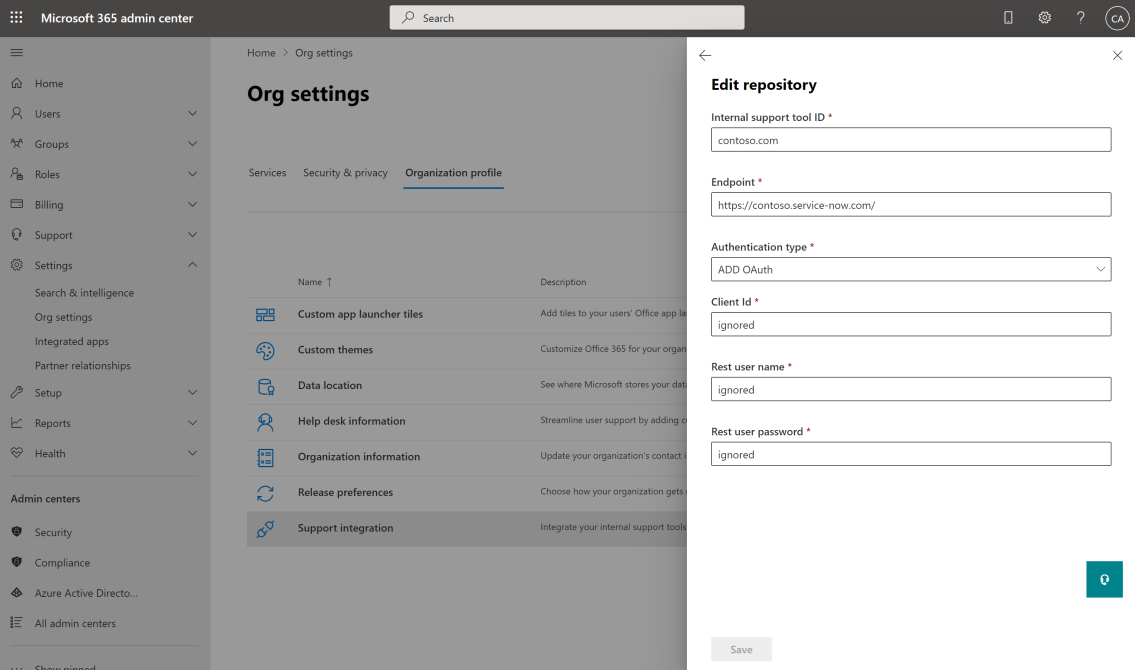 Microsoft 365 admin center
Search
CA
Home
Users
Groups
Roles
Billing
Support
Settings
Search & intelligence
Org settings
Integrated apps
Partner relationships
Setup
Reports
Health
Admin centers
Security
Compliance
Azure Active Directo...
All admin centers
Show pinned
Home > Org settings
Org settings
Services Security & privacy Organization profile
Name ↑ Description
Custom app launcher tiles Add tiles to your users' Office app la
Custom themes Customize Office 365 for your organ
Data location See where Microsoft stores your data
Help desk information Streamline user support by adding c
Organization information Update your organization's contact i
Release preferences Choose how your organization gets
Support integration Integrate your internal support tools
Edit repository
Internal support tool ID *
contoso.com
Endpoint *
https://contoso.service-now.com/
Authentication type *
ADD OAuth
Client Id *
ignored
Rest user name *
ignored
Rest user password *
ignored
Save